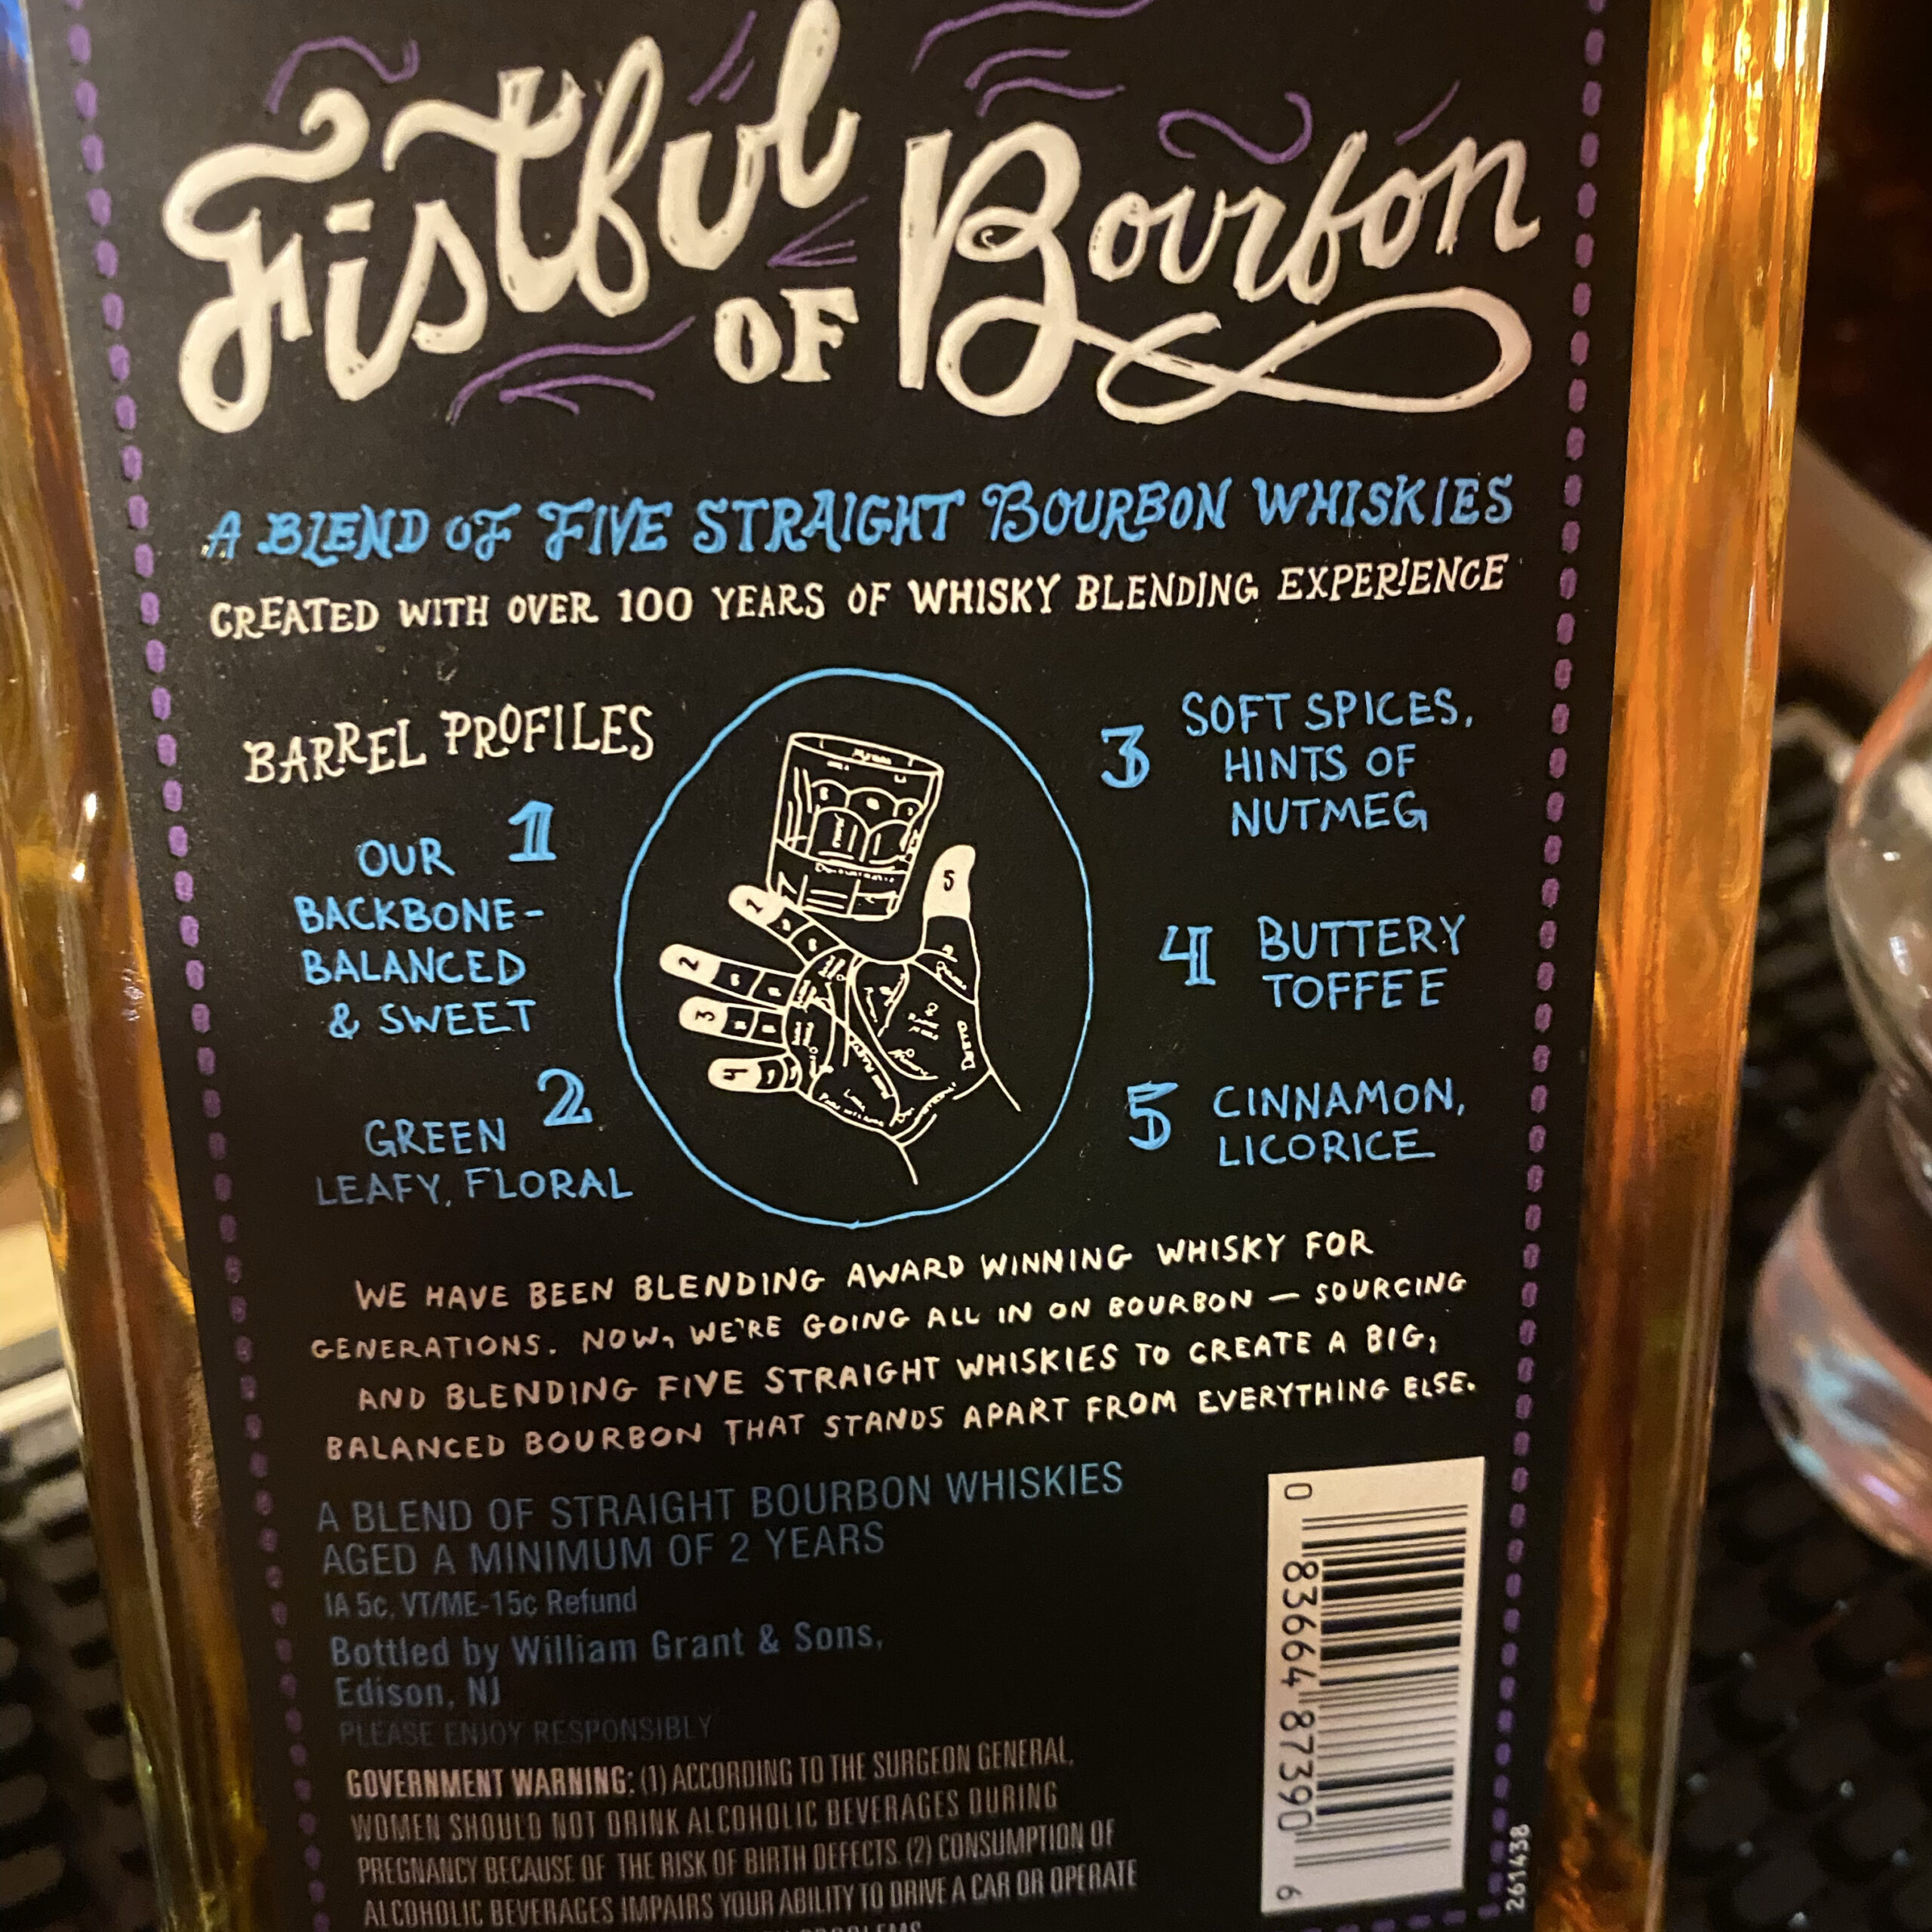 Fistful
OF Bourbon
A BLEND OF FIVE STRAIGHT BOURBON WHISKIES
CREATED WITH OVER 100 YEARS OF WHISKY BLENDING EXPERIENCE
BARREL PROFILES
1
OUR
BACKBONE-
BALANCED
& SWEET
2
GREEN
LEAFY, FLORAL
1
2
3
4
5
3
SOFT SPICES,
HINTS OF
NUTMEG
4 BUTTERY
TOFFEE
5 CINNAMON,
LICORICE
WE HAVE BEEN BLENDING AWARD WINNING WHISKY FOR
GENERATIONS. NOW, WE'RE GOING ALL IN ON BOURBON — SOURCING
AND BLENDING FIVE STRAIGHT WHISKIES TO CREATE A BIG,
BALANCED BOURBON THAT STANDS APART FROM EVERYTHING ELSE.
A BLEND OF STRAIGHT BOURBON WHISKIES
AGED A MINIMUM OF 2 YEARS
IA 5¢, VT/ME-15¢ Refund
Bottled by William Grant & Sons,
Edison, NJ
PLEASE ENJOY RESPONSIBLY
GOVERNMENT WARNING: (1) ACCORDING TO THE SURGEON GENERAL,
WOMEN SHOULD NOT DRINK ALCOHOLIC BEVERAGES DURING
PREGNANCY BECAUSE OF THE RISK OF BIRTH DEFECTS. (2) CONSUMPTION OF
ALCOHOLIC BEVERAGES IMPAIRS YOUR ABILITY TO DRIVE A CAR OR OPERATE
0 83664 87390 6
261438